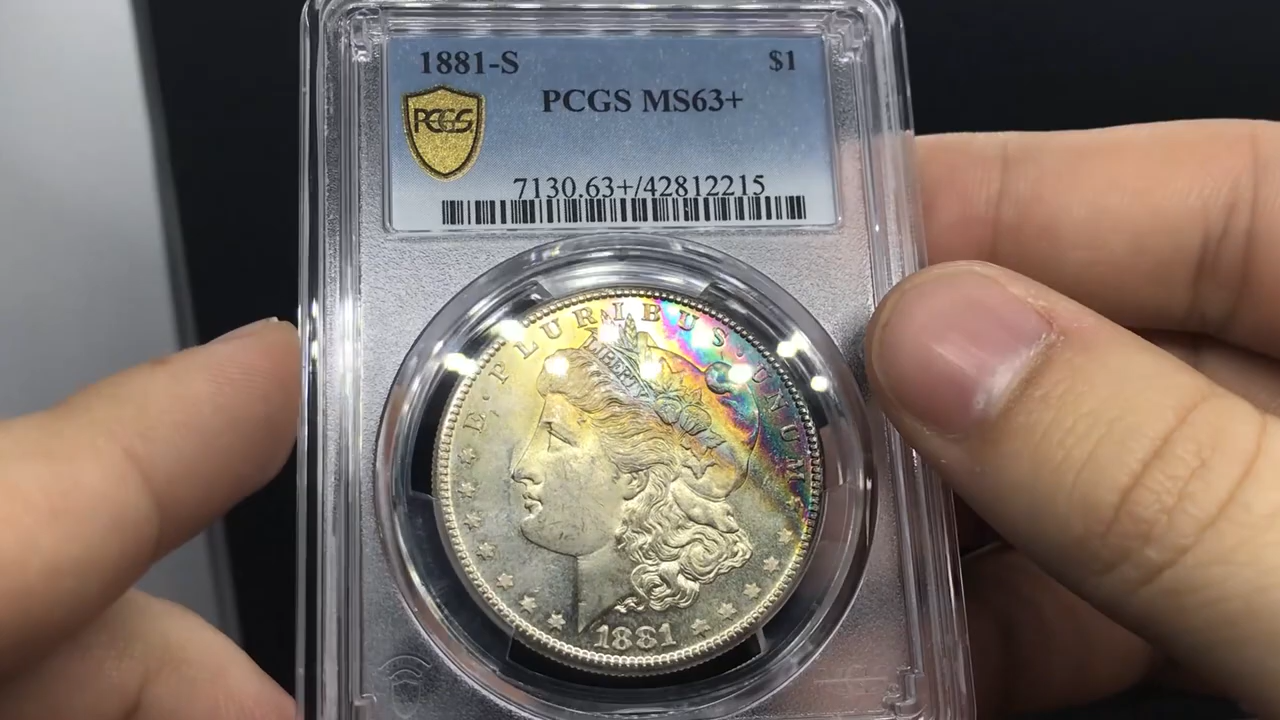 1881-S $1
PCGS MS63+
PCGS
7130.63+/42812215
E·PLURIBUS·UNUM
LIBERTY
1881